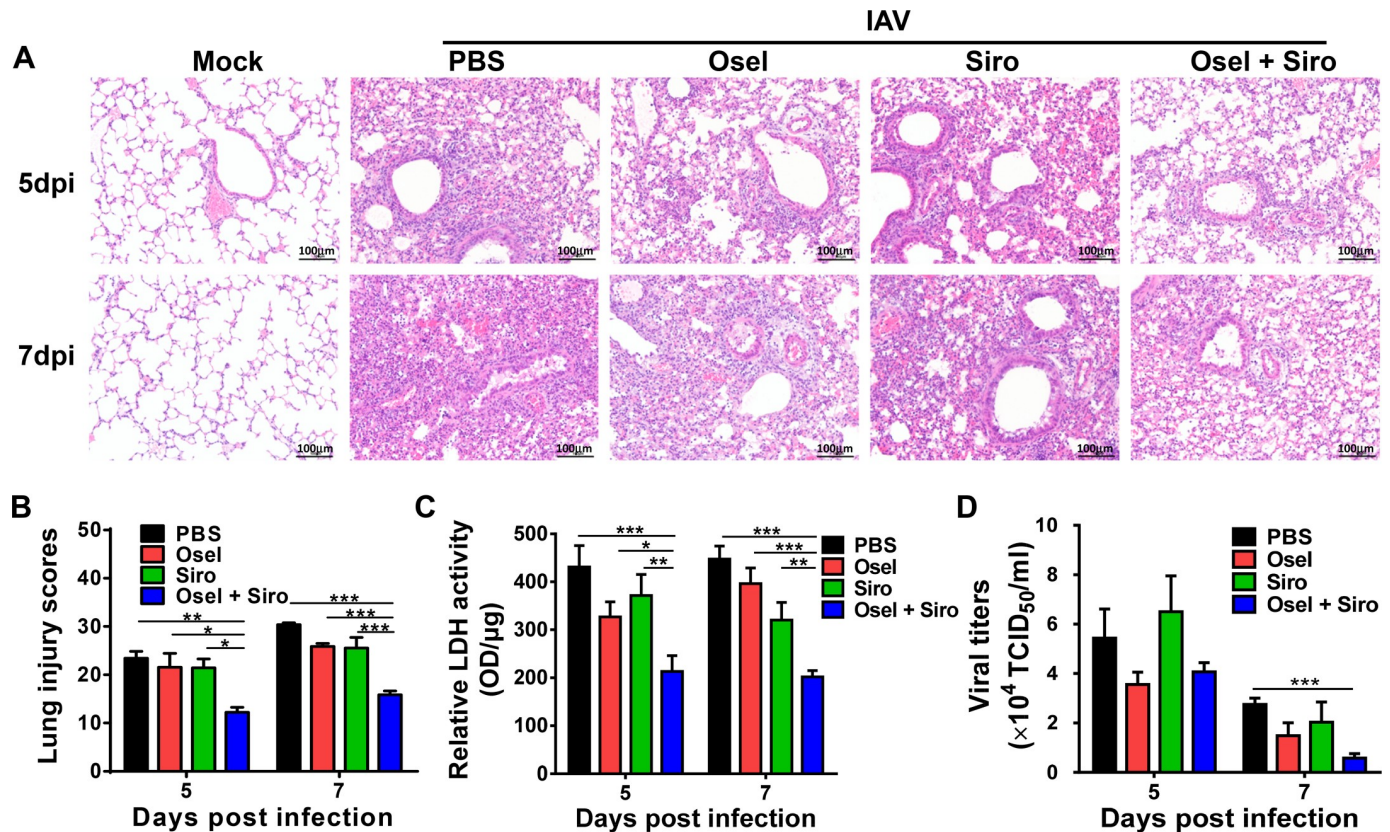 IAV
A Mock PBS Osel Siro Osel + Siro
5dpi
100µm 100µm 100µm 100µm 100µm
7dpi
100µm 100µm 100µm 100µm 100µm
B
Lung injury scores
50
40
30
20
10
0
PBS
Osel
Siro
Osel + Siro
**
*
*
***
***
***
5 7
Days post infection
C
Relative LDH activity
(OD/µg)
500
400
300
200
100
0
***
*
**
***
***
**
PBS
Osel
Siro
Osel + Siro
5 7
Days post infection
D
Viral titers
(×10⁴ TCID₅₀/ml)
10
8
6
4
2
0
PBS
Osel
Siro
Osel + Siro
***
5 7
Days post infection